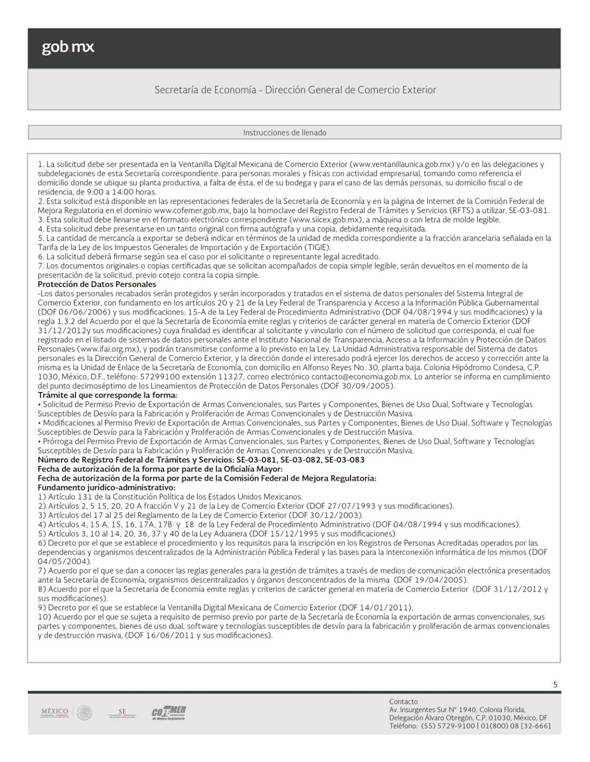 gob.mx
Secretaría de Economía - Dirección General de Comercio Exterior
Instrucciones de llenado
1. La solicitud debe ser presentada en la Ventanilla Digital Mexicana de Comercio Exterior (www.ventanillaunica.gob.mx) y/o en las delegaciones y
subdelegaciones de esta Secretaría de Economía correspondiente: para personas morales y físicas con actividad empresarial, tomando como referencia el
domicilio donde se ubique su planta productiva, a falta de ésta, el de su bodega y para el caso de las demás personas, su domicilio fiscal o de
residencia, de 9:00 a 14:00 horas.
2. Esta solicitud está disponible en las representaciones federales de la Secretaría de Economía y en la página de Internet de la Comisión Federal de
Mejora Regulatoria en el dominio www.cofemer.gob.mx, bajo la homoclave del Registro Federal de Trámites y Servicios (RFTS) a utilizar, SE-03-081.
3. Esta solicitud debe llenarse en el formato electrónico correspondiente (www.siicex.gob.mx), a máquina o con letra de molde legible.
4. Esta solicitud debe presentarse en un tanto original con firma autógrafa y una copia, debidamente requisitada.
5. La cantidad de mercancía a exportar se deberá indicar en términos de la unidad de medida correspondiente a la fracción arancelaria señalada en la
Tarifa de la Ley de los Impuestos Generales de Importación y de Exportación (TIGIE).
6. La solicitud deberá firmarse según sea el caso por el solicitante o representante legal acreditado.
7. Los documentos originales o copias certificadas que se solicitan acompañados de copia simple legible, serán devueltos en el momento de la
presentación de la solicitud, previo cotejo contra la copia simple.
Protección de Datos Personales
-Los datos personales recabados serán protegidos y serán incorporados y tratados en el sistema de datos personales del Sistema Integral de
Comercio Exterior, con fundamento en los artículos 20 y 21 de la Ley Federal de Transparencia y Acceso a la Información Pública Gubernamental
(DOF 06/06/2006) y sus modificaciones; 15-A de la Ley Federal de Procedimiento Administrativo (DOF 04/08/1994 y sus modificaciones) y la
regla 1.3.2 del Acuerdo por el que la Secretaría de Economía emite reglas y criterios de carácter general en materia de Comercio Exterior (DOF
31/12/2012y sus modificaciones) cuya finalidad es identificar al solicitante y vincularlo con el número de solicitud que corresponda, el cual fue
registrado en el listado de sistemas de datos personales ante el Instituto Nacional de Transparencia, Acceso a la Información y Protección de Datos
Personales (www.ifai.org.mx), y podrán transmitirse conforme a lo previsto en la Ley. La Unidad Administrativa responsable del Sistema de datos
personales es la Dirección General de Comercio Exterior, y la dirección donde el interesado podrá ejercer los derechos de acceso y corrección ante la
misma es la Unidad de Enlace de la Secretaría de Economía, con domicilio en Alfonso Reyes No. 30, planta baja. Colonia Hipódromo Condesa, C.P.
1030, México, D.F., teléfono: 57299100 extensión 11327, correo electrónico contacto@economia.gob.mx. Lo anterior se informa en cumplimiento
del punto decimoséptimo de los Lineamientos de Protección de Datos Personales (DOF 30/09/2005).
Trámite al que corresponde la forma:
• Solicitud de Permiso Previo de Exportación de Armas Convencionales, sus Partes y Componentes, Bienes de Uso Dual, Software y Tecnologías
Susceptibles de Desvío para la Fabricación y Proliferación de Armas Convencionales y de Destrucción Masiva.
• Modificaciones al Permiso Previo de Exportación de Armas Convencionales, sus Partes y Componentes, Bienes de Uso Dual, Software y Tecnologías
Susceptibles de Desvío para la Fabricación y Proliferación de Armas Convencionales y de Destrucción Masiva.
• Prórroga del Permiso Previo de Exportación de Armas Convencionales, sus Partes y Componentes, Bienes de Uso Dual, Software y Tecnologías
Susceptibles de Desvío para la Fabricación y Proliferación de Armas Convencionales y de Destrucción Masiva.
Número de Registro Federal de Trámites y Servicios: SE-03-081, SE-03-082, SE-03-083
Fecha de autorización de la forma por parte de la Oficialía Mayor:
Fecha de autorización de la forma por parte de la Comisión Federal de Mejora Regulatoria:
Fundamento jurídico-administrativo:
1) Artículo 131 de la Constitución Política de los Estados Unidos Mexicanos.
2) Artículos 2, 5 15, 20, 20 A fracción V y 21 de la Ley de Comercio Exterior (DOF 27/07/1993 y sus modificaciones).
3) Artículos del 17 al 25 del Reglamento de la Ley de Comercio Exterior (DOF 30/12/2003).
4) Artículos 4, 15 A, 15, 16, 17A, 17B y 18 de la Ley Federal de Procedimiento Administrativo (DOF 04/08/1994 y sus modificaciones).
5) Artículos 3, 10 al 14, 20, 36, 37 y 40 de la Ley Aduanera (DOF 15/12/1995 y sus modificaciones).
6) Decreto por el que se establece el procedimiento y los requisitos para la inscripción en los Registros de Personas Acreditadas operados por las
dependencias y organismos descentralizados de la Administración Pública Federal y las bases para la interconexión informática de los mismos (DOF
04/05/2004).
7) Acuerdo por el que se dan a conocer las reglas generales para la gestión de trámites a través de medios de comunicación electrónica presentados
ante la Secretaría de Economía, organismos descentralizados y órganos desconcentrados de la misma (DOF 19/04/2005).
8) Acuerdo por el que la Secretaría de Economía emite reglas y criterios de carácter general en materia de Comercio Exterior (DOF 31/12/2012 y
sus modificaciones).
9) Decreto por el que se establece la Ventanilla Digital Mexicana de Comercio Exterior (DOF 14/01/2011).
10) Acuerdo por el que se sujeta a requisito de permiso previo por parte de la Secretaría de Economía la exportación de armas convencionales, sus
partes y componentes, bienes de uso dual, software y tecnologías susceptibles de desvío para la fabricación y proliferación de armas convencionales
y de destrucción masiva, (DOF 16/06/2011 y sus modificaciones).
5
MÉXICO
SE
COFEMER
Contacto
Av. Insurgentes Sur N° 1940, Colonia Florida,
Delegación Álvaro Obregón, C.P. 01030, México, DF
Teléfono: (55) 5729-9100 | 01(800) 08 [32-666]